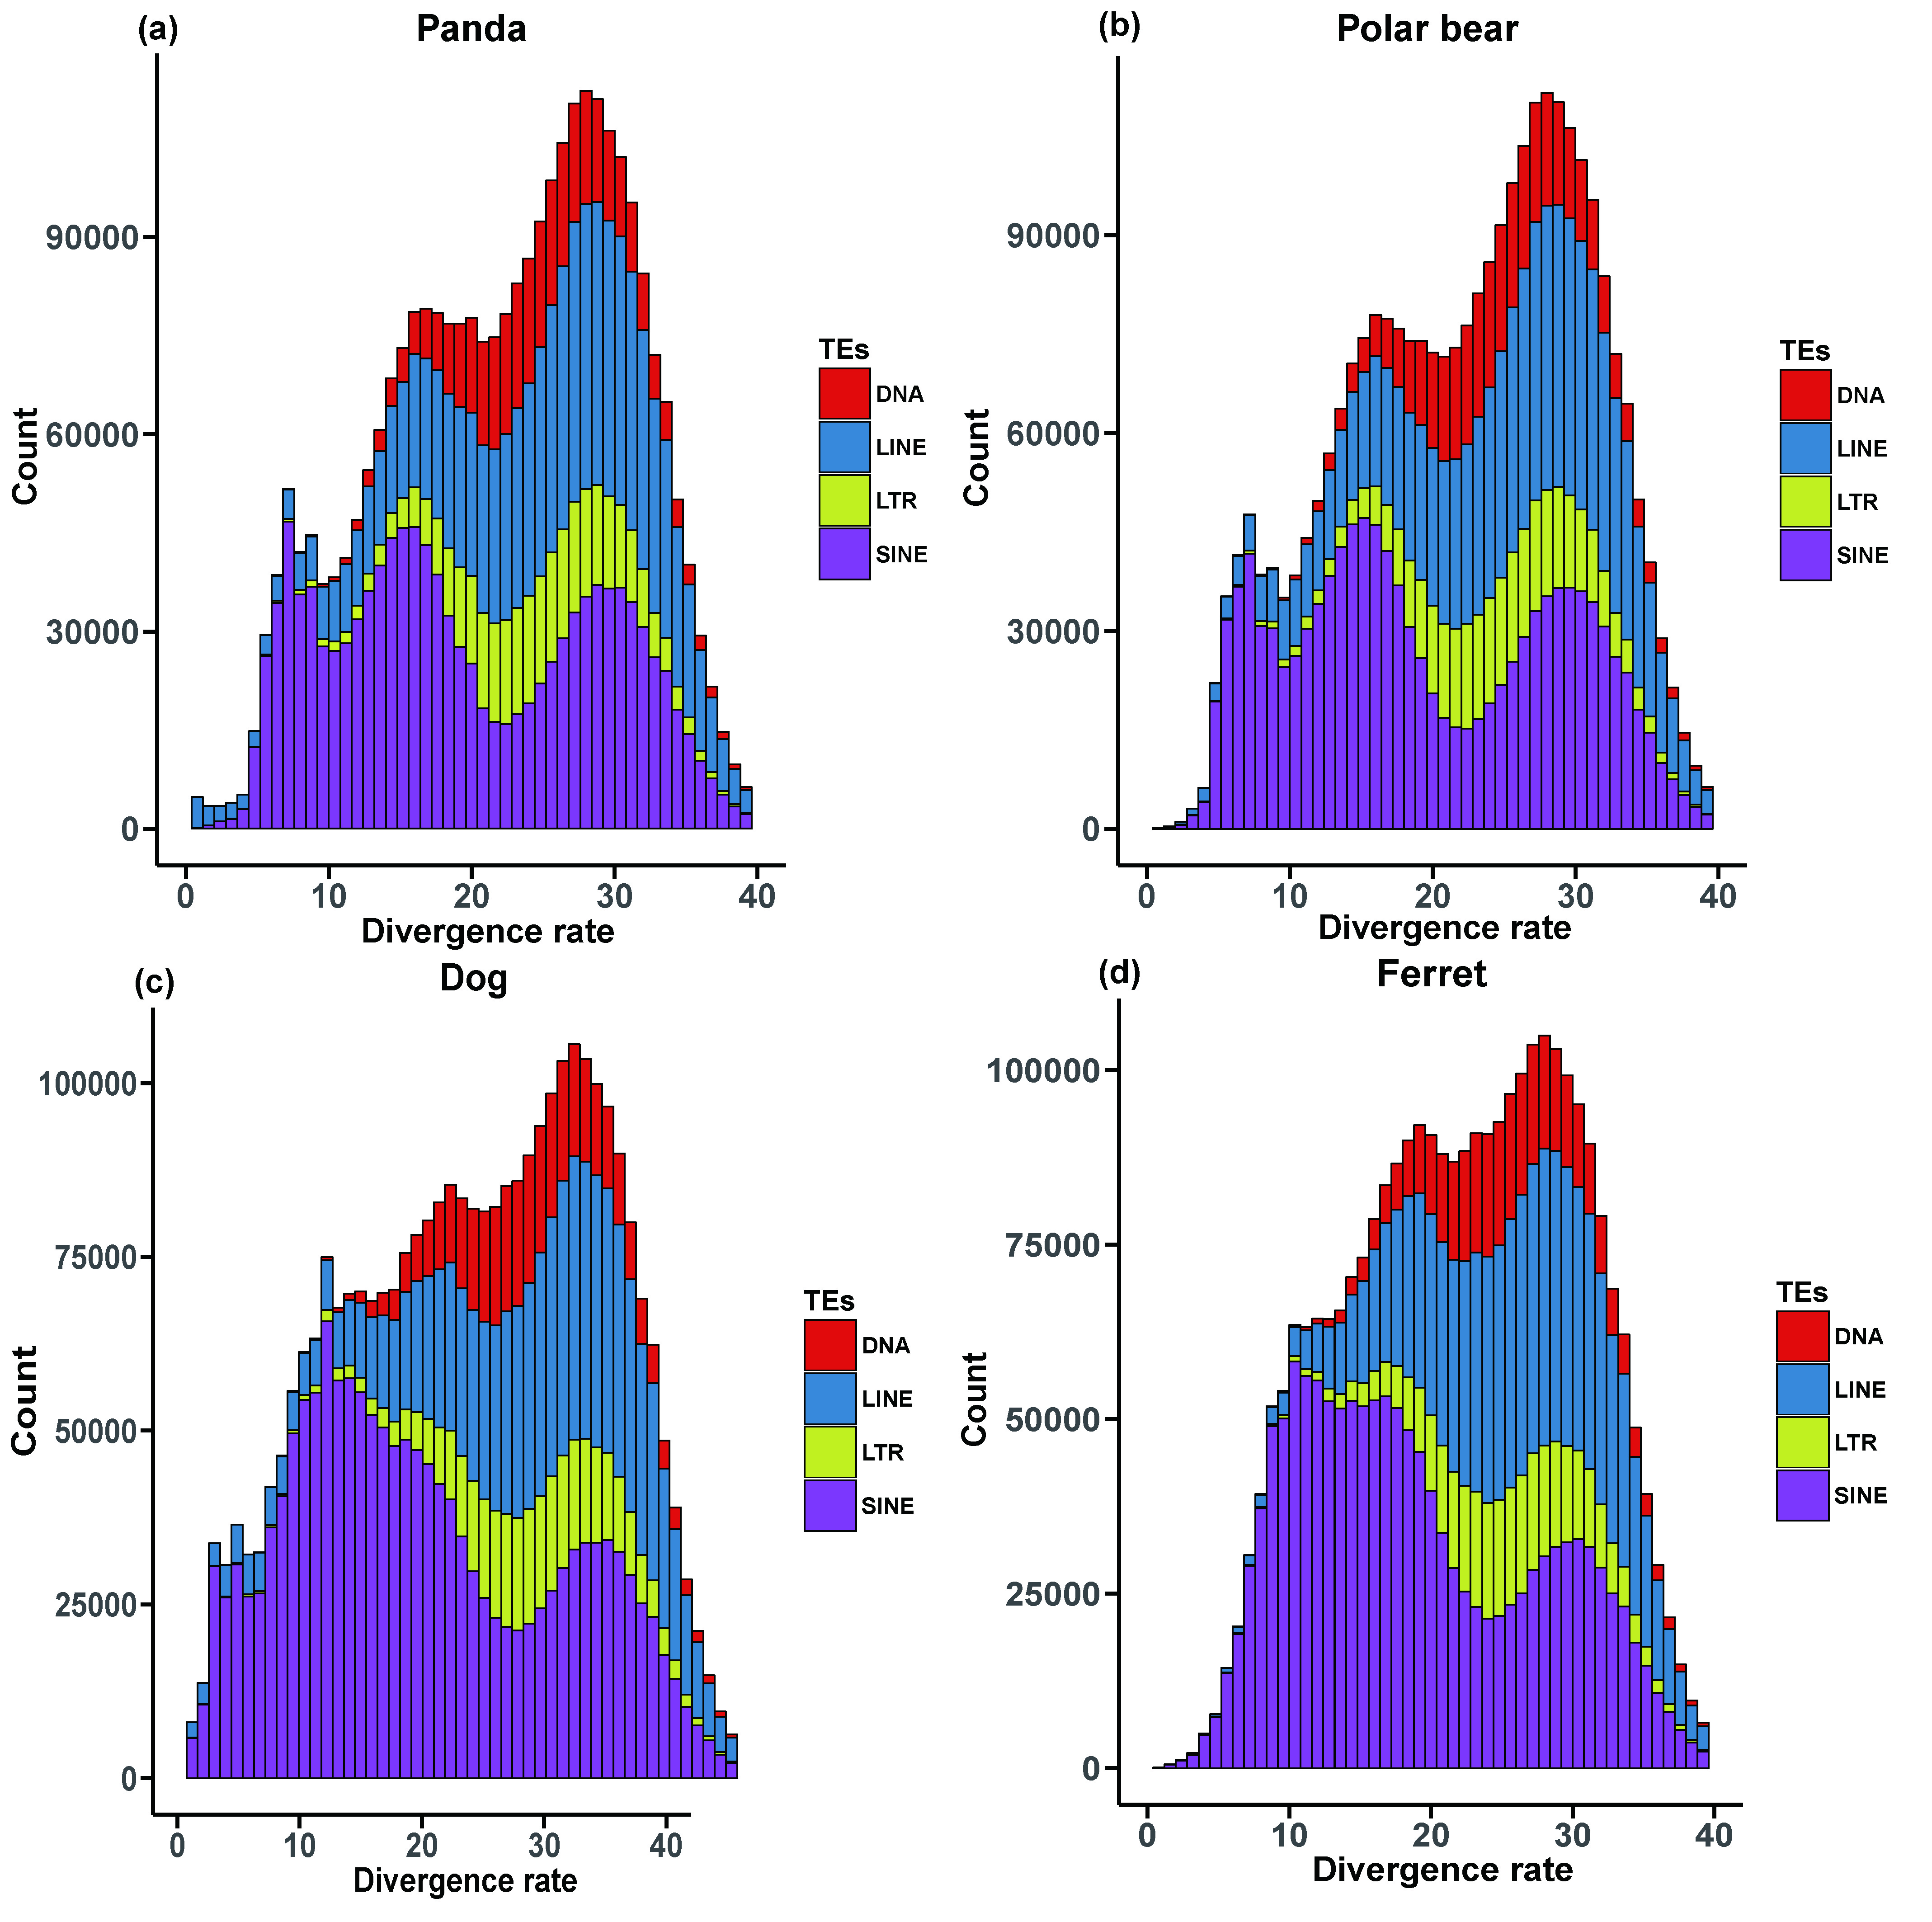 (a) Panda
Count
90000
60000
30000
0
0 10 20 30 40
Divergence rate
TEs
DNA
LINE
LTR
SINE
(b) Polar bear
Count
90000
60000
30000
0
0 10 20 30 40
Divergence rate
TEs
DNA
LINE
LTR
SINE
(c) Dog
Count
100000
75000
50000
25000
0
0 10 20 30 40
Divergence rate
TEs
DNA
LINE
LTR
SINE
(d) Ferret
Count
100000
75000
50000
25000
0
0 10 20 30 40
Divergence rate
TEs
DNA
LINE
LTR
SINE